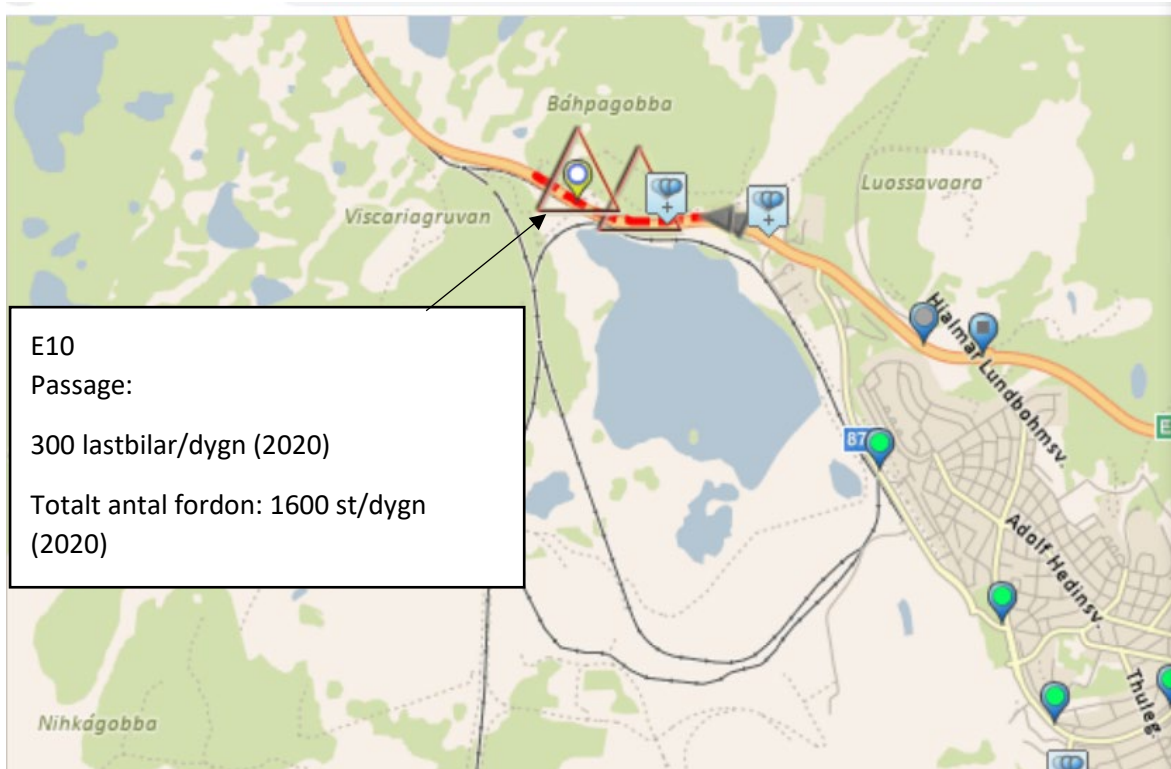 Báhpagobba
Luossavaara
Viscariagruvan
E10
Passage:
300 lastbilar/dygn (2020)
Totalt antal fordon: 1600 st/dygn
(2020)
Hjalmar Lundbohmsv.
E
87
Adolf Hedinsv.
Thuleg.
Nihkágobba